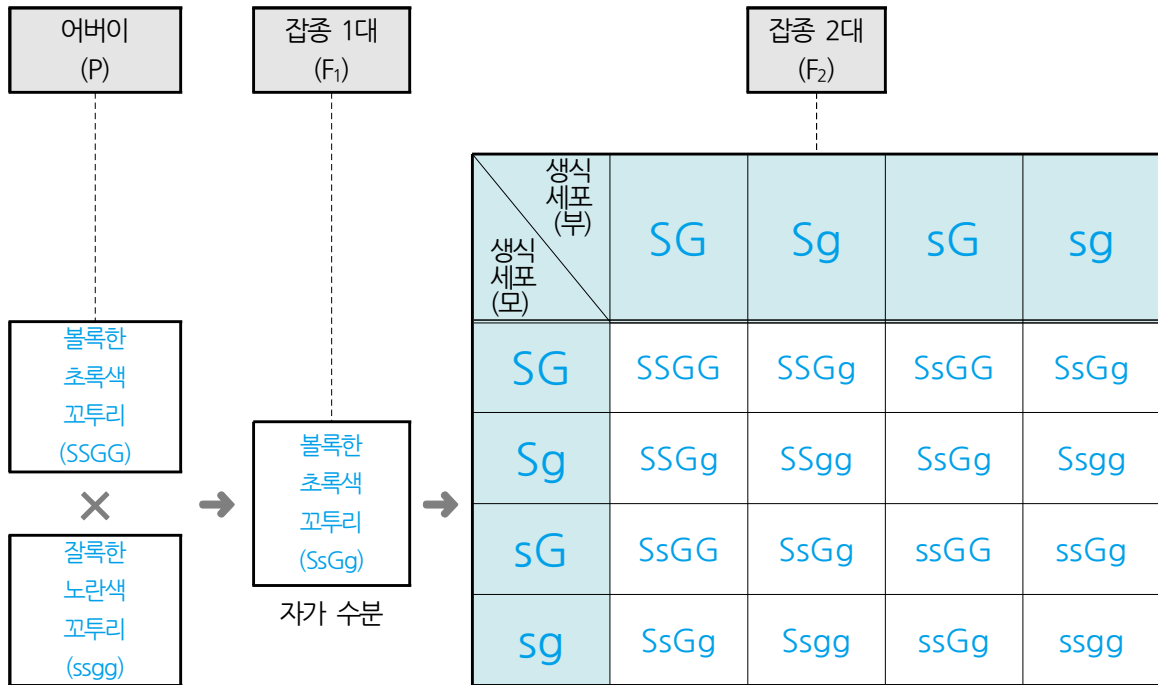 어버이
(P)
잡종 1대
(F₁)
잡종 2대
(F₂)
볼록한
초록색
꼬투리
(SSGG)
×
잘록한
노란색
꼬투리
(ssgg)
볼록한
초록색
꼬투리
(SsGg)
자가 수분
생식
세포
(부)
생식
세포
(모)
SG Sg sG sg
SG SSGG SSGg SsGG SsGg
Sg SSGg SSgg SsGg Ssgg
sG SsGG SsGg ssGG ssGg
sg SsGg Ssgg ssGg ssgg